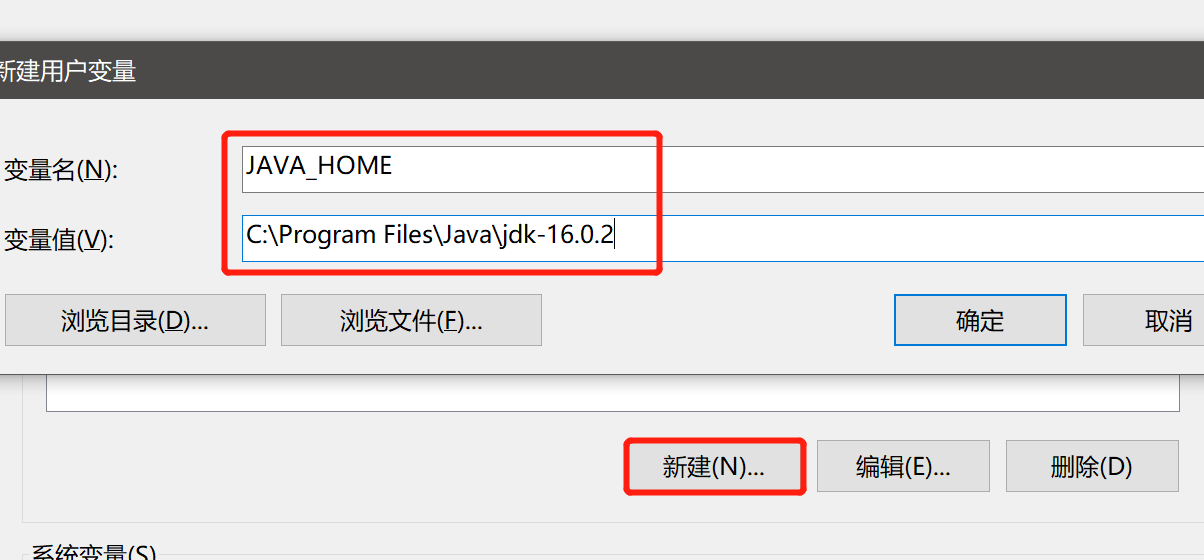 新建用户变量
变量名(N):
JAVA_HOME
变量值(V):
C:\Program Files\Java\jdk-16.0.2
浏览目录(D)...
浏览文件(F)...
确定
取消
新建(N)...
编辑(E)...
删除(D)
系统变量(S)